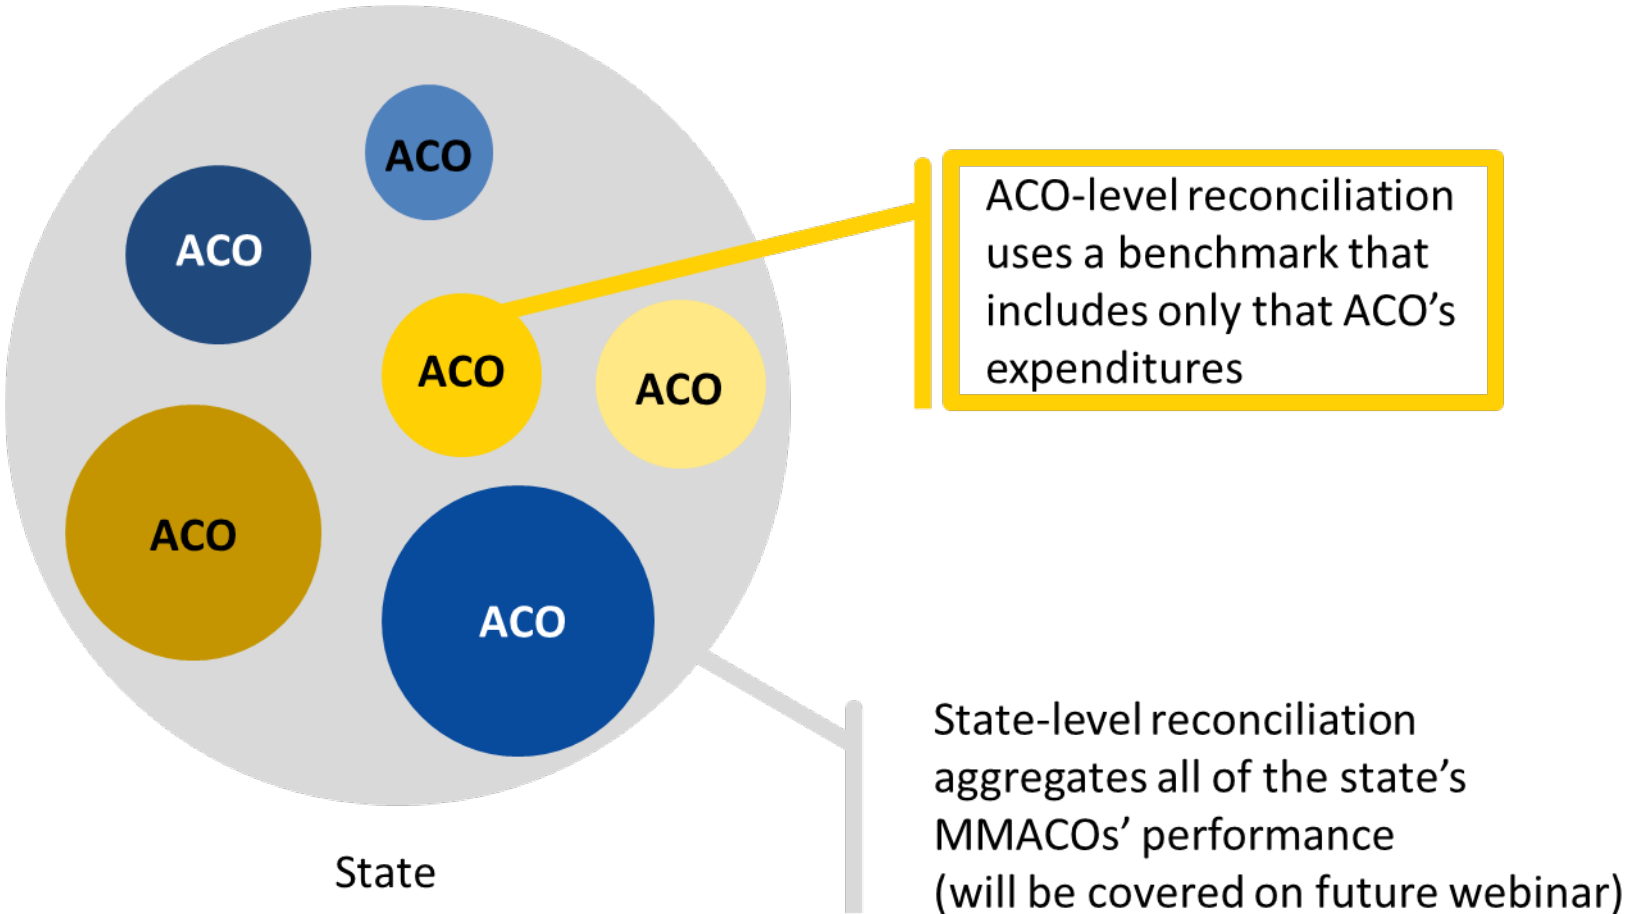 ACO
ACO
ACO
ACO
ACO
ACO
State
ACO-level reconciliation
uses a benchmark that
includes only that ACO’s
expenditures
State-level reconciliation
aggregates all of the state’s
MMACOs’ performance
(will be covered on future webinar)